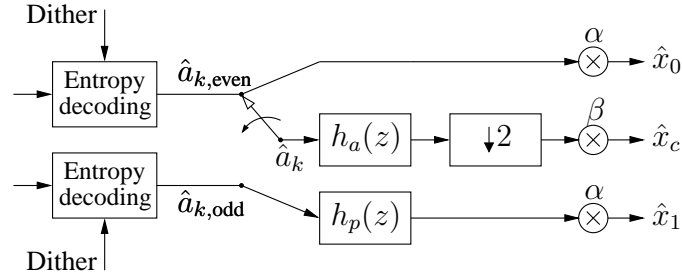 Dither
Entropy decoding
â_{k,even}
α
×
x̂_0
â_k
h_a(z)
↓2
β
×
x̂_c
Entropy decoding
â_{k,odd}
h_p(z)
α
×
x̂_1
Dither